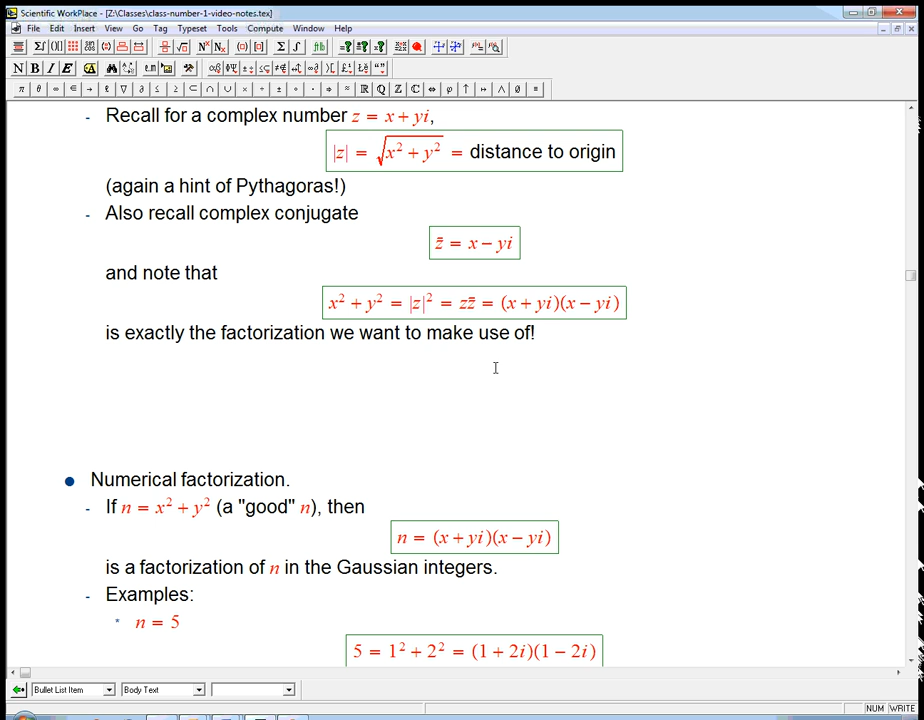 Scientific WorkPlace - [Z:\Classes\class-number-1-video-notes.tex]
File Edit Insert View Go Tag Typeset Tools Compute Window Help
- Recall for a complex number z = x + yi,
|z| = √(x² + y²) = distance to origin
(again a hint of Pythagoras!)
- Also recall complex conjugate
z̄ = x − yi
and note that
x² + y² = |z|² = zz̄ = (x + yi)(x − yi)
is exactly the factorization we want to make use of!
• Numerical factorization.
- If n = x² + y² (a "good" n), then
n = (x + yi)(x − yi)
is a factorization of n in the Gaussian integers.
- Examples:
* n = 5
5 = 1² + 2² = (1 + 2i)(1 − 2i)
Bullet List Item Body Text
NUM WRITE